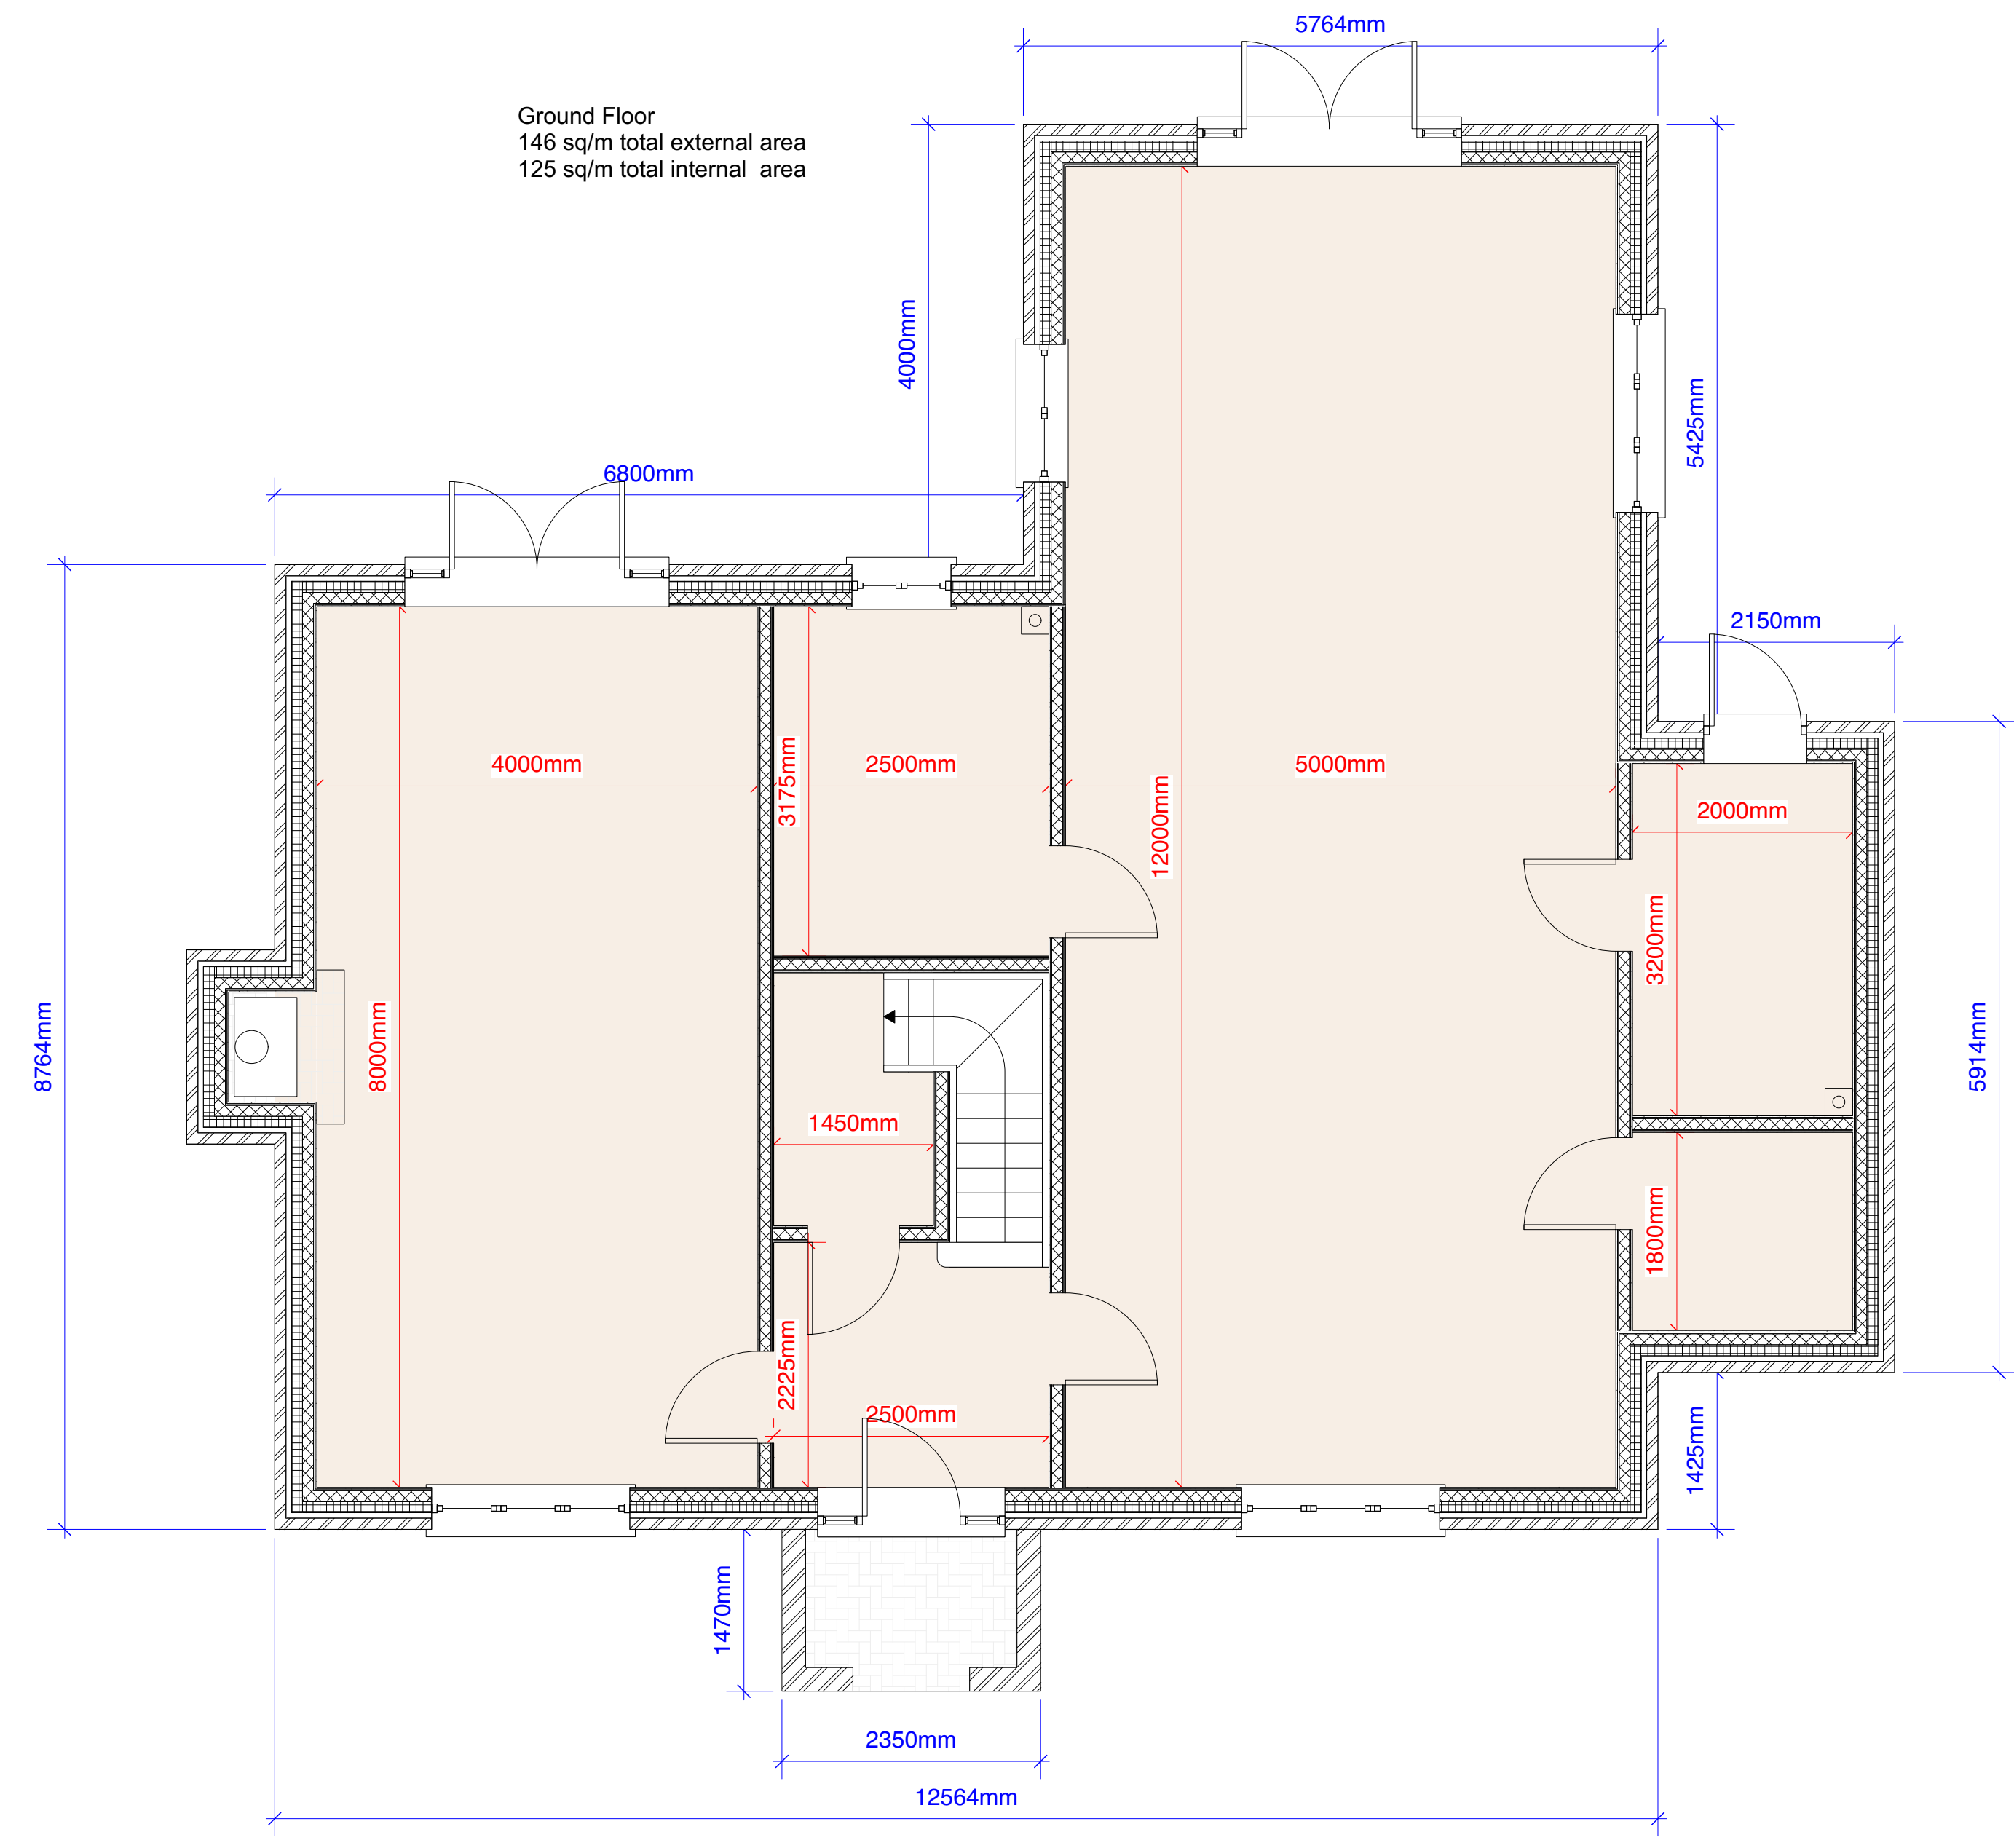 5764mm
Ground Floor
146 sq/m total external area
125 sq/m total internal  area
4000mm
5425mm
6800mm
2150mm
4000mm
3175mm
2500mm
5000mm
12000mm
2000mm
3200mm
8764mm
8000mm
5914mm
1450mm
1800mm
2225mm
2500mm
1425mm
1470mm
2350mm
12564mm